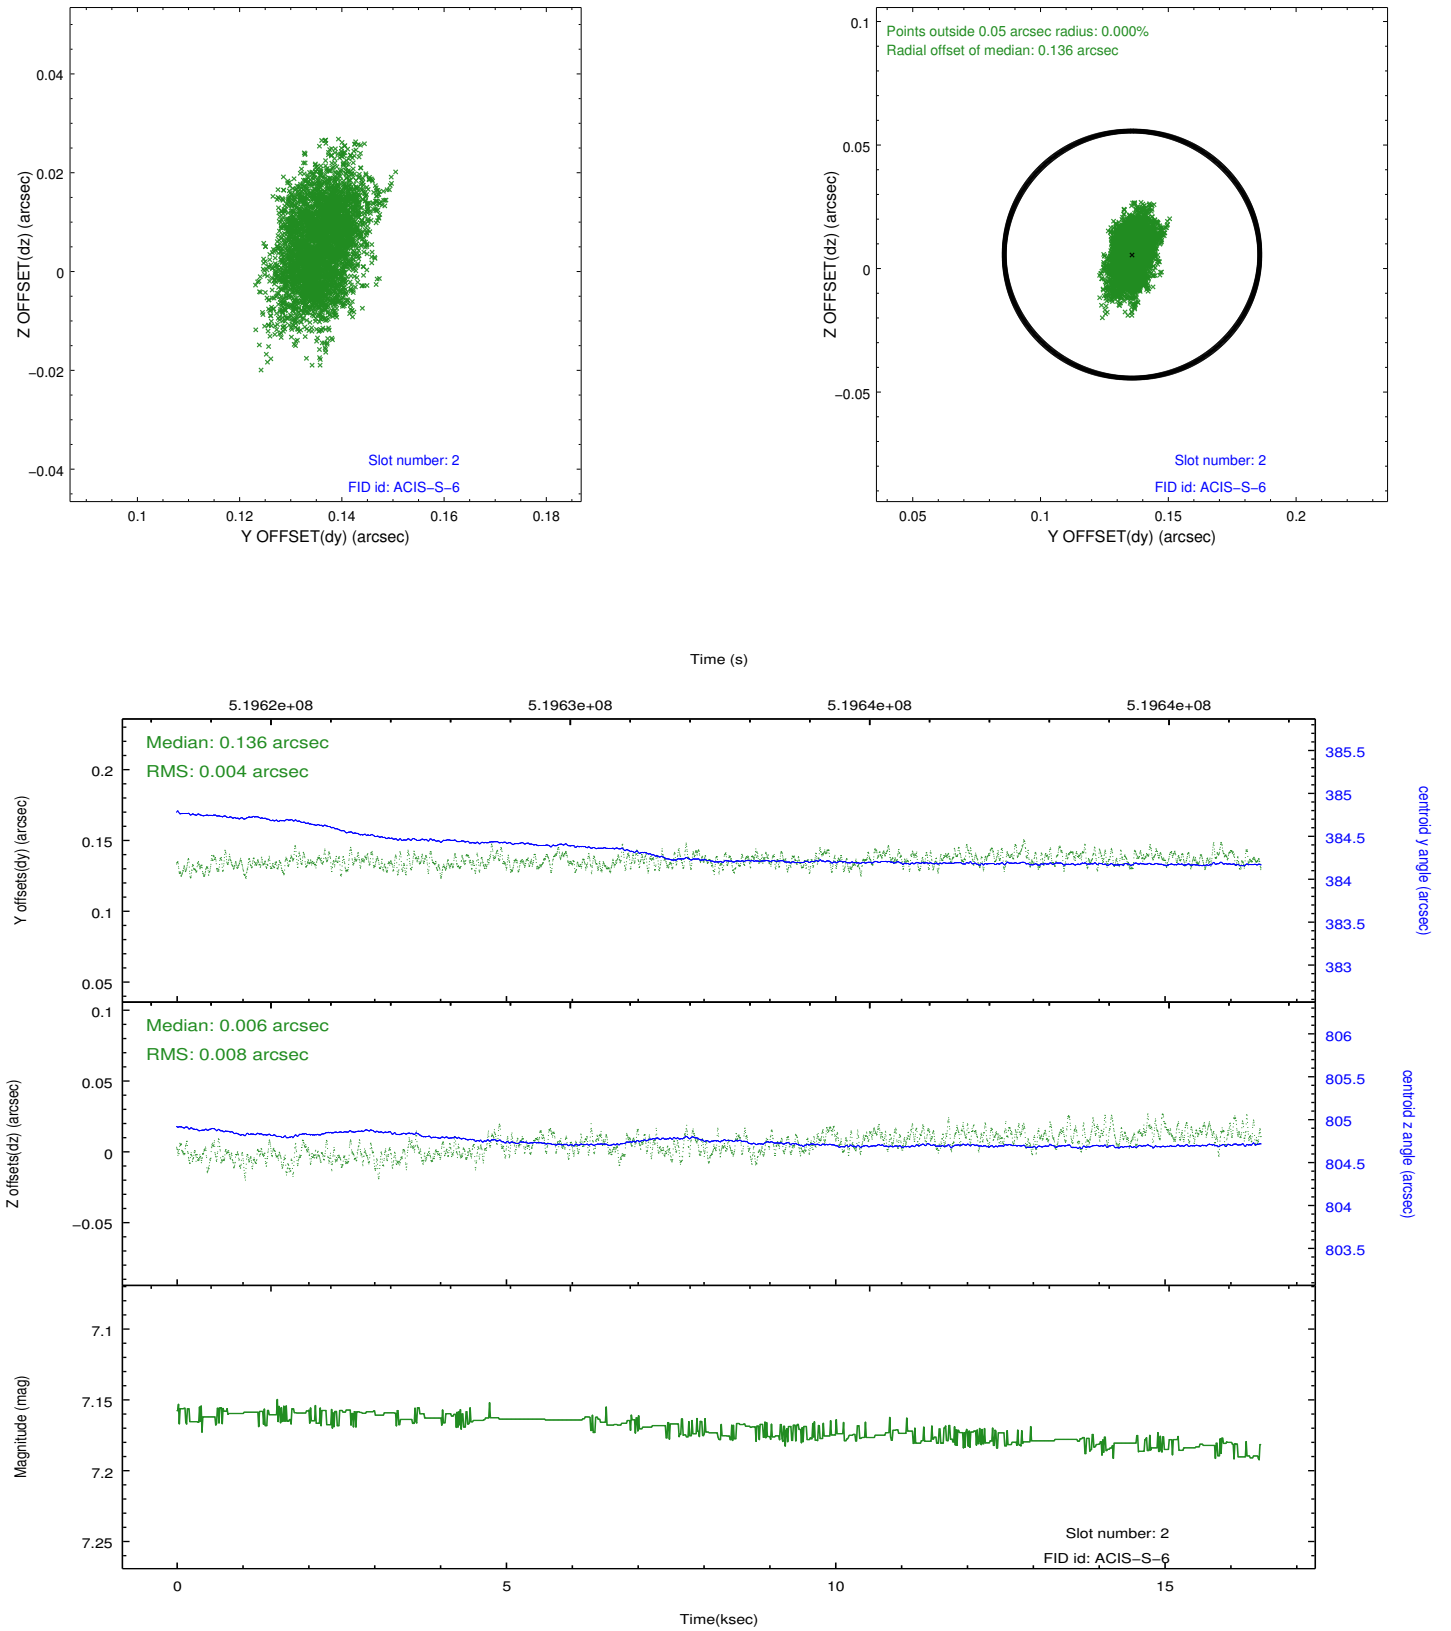 0.04
0.02
0
−0.02
−0.04
Z OFFSET(dz) (arcsec)
Slot number: 2
FID id: ACIS−S−6
0.1
0.12
0.14
0.16
0.18
Y OFFSET(dy) (arcsec)
Points outside 0.05 arcsec radius: 0.000%
Radial offset of median: 0.136 arcsec
0.1
0.05
0
−0.05
Z OFFSET(dz) (arcsec)
Slot number: 2
FID id: ACIS−S−6
0.05
0.1
0.15
0.2
Y OFFSET(dy) (arcsec)
Time (s)
5.1962e+08
5.1963e+08
5.1964e+08
5.1964e+08
Median: 0.136 arcsec
RMS: 0.004 arcsec
0.2
0.15
0.1
0.05
Y offsets(dy) (arcsec)
385.5
385
384.5
384
383.5
383
centroid y angle (arcsec)
Median: 0.006 arcsec
RMS: 0.008 arcsec
0.1
0.05
0
−0.05
Z offsets(dz) (arcsec)
806
805.5
805
804.5
804
803.5
centroid z angle (arcsec)
7.1
7.15
7.2
7.25
Magnitude (mag)
Slot number: 2
FID id: ACIS−S−6
0
5
10
15
Time(ksec)